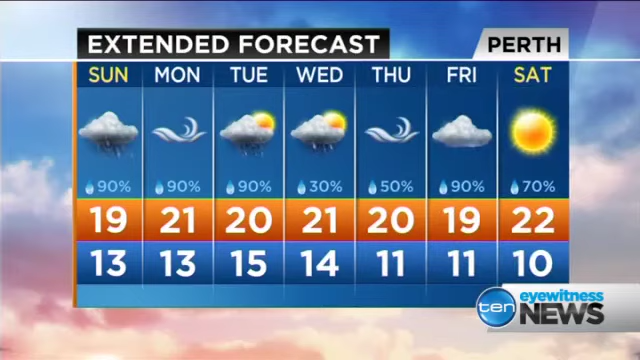 EXTENDED FORECAST PERTH
SUN MON TUE WED THU FRI SAT
90% 90% 90% 30% 50% 90% 70%
19 21 20 21 20 19 22
13 13 15 14 11 11 10
ten eyewitness
NEWS